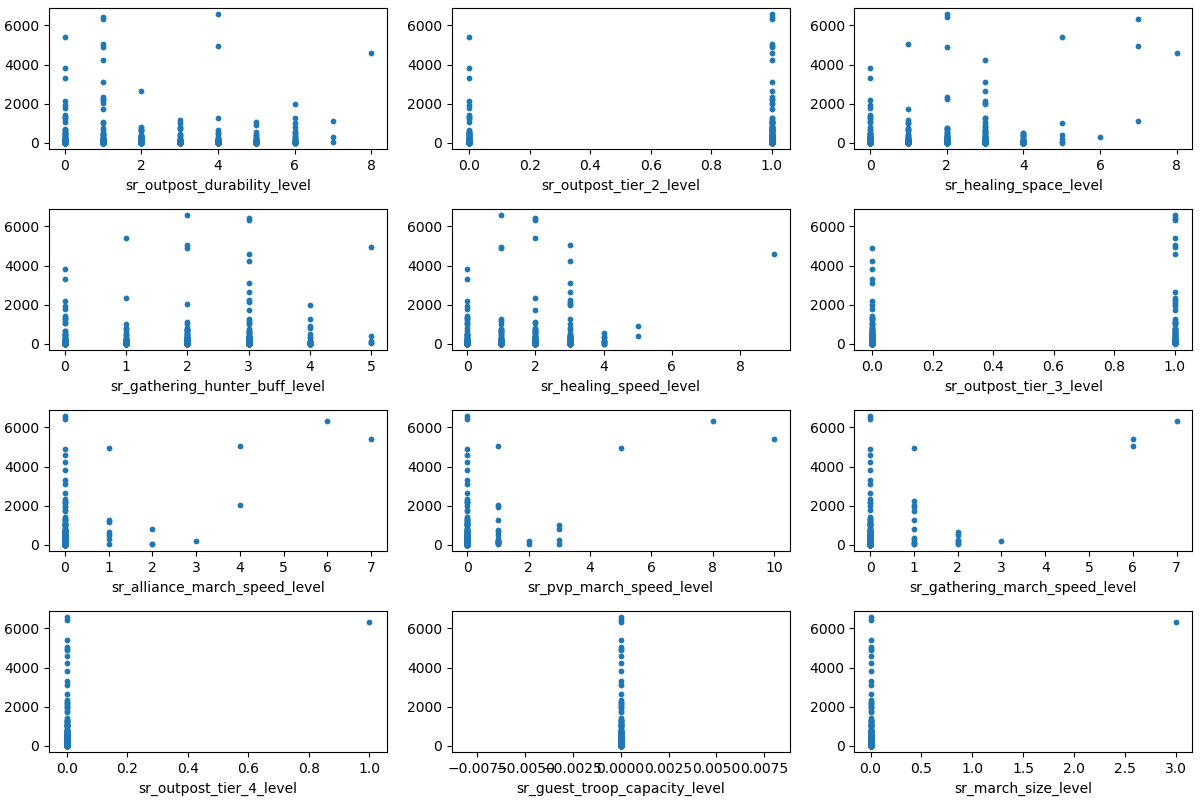 6000
4000
2000
0
0 2 4 6 8
sr_outpost_durability_level
0.0 0.2 0.4 0.6 0.8 1.0
sr_outpost_tier_2_level
6000
4000
2000
0
0 2 4 6 8
sr_healing_space_level
6000
4000
2000
0
0 1 2 3 4 5
sr_gathering_hunter_buff_level
6000
4000
2000
0
0 2 4 6 8
sr_healing_speed_level
6000
4000
2000
0
0.0 0.2 0.4 0.6 0.8 1.0
sr_outpost_tier_3_level
6000
4000
2000
0
0 1 2 3 4 5 6 7
sr_alliance_march_speed_level
6000
4000
2000
0
0 2 4 6 8 10
sr_pvp_march_speed_level
6000
4000
2000
0
0 1 2 3 4 5 6 7
sr_gathering_march_speed_level
6000
4000
2000
0
0.0 0.2 0.4 0.6 0.8 1.0
sr_outpost_tier_4_level
6000
4000
2000
0
−0.0075 −0.0050 −0.0025 0.0000 0.0025 0.0050 0.0075
sr_guest_troop_capacity_level
6000
4000
2000
0
0.0 0.5 1.0 1.5 2.0 2.5 3.0
sr_march_size_level